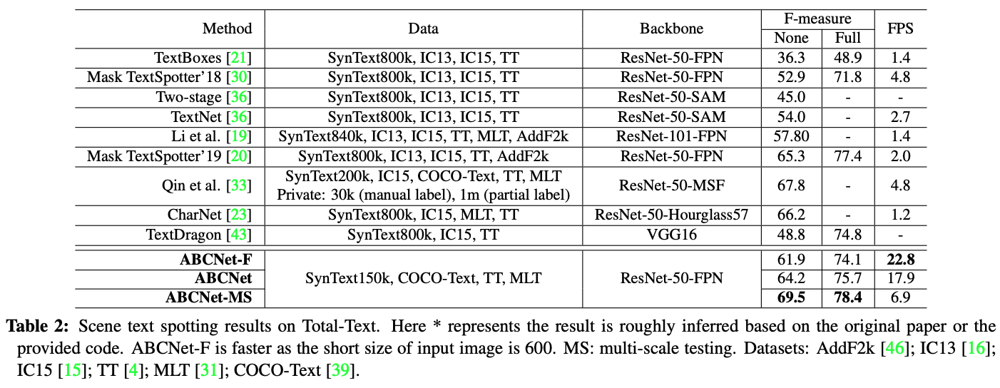 Method Data Backbone F-measure FPS
None Full
TextBoxes [21] SynText800k, IC13, IC15, TT ResNet-50-FPN 36.3 48.9 1.4
Mask TextSpotter’18 [30] SynText800k, IC13, IC15, TT ResNet-50-FPN 52.9 71.8 4.8
Two-stage [36] SynText800k, IC13, IC15, TT ResNet-50-SAM 45.0 - -
TextNet [36] SynText800k, IC13, IC15, TT ResNet-50-SAM 54.0 - 2.7
Li et al. [19] SynText840k, IC13, IC15, TT, MLT, AddF2k ResNet-101-FPN 57.80 - 1.4
Mask TextSpotter’19 [20] SynText800k, IC13, IC15, TT, AddF2k ResNet-50-FPN 65.3 77.4 2.0
Qin et al. [33] SynText200k, IC15, COCO-Text, TT, MLT ResNet-50-MSF 67.8 - 4.8
Private: 30k (manual label), 1m (partial label)
CharNet [23] SynText800k, IC15, MLT, TT ResNet-50-Hourglass57 66.2 - 1.2
TextDragon [43] SynText800k, IC15, TT VGG16 48.8 74.8 -
ABCNet-F 61.9 74.1 22.8
ABCNet SynText150k, COCO-Text, TT, MLT ResNet-50-FPN 64.2 75.7 17.9
ABCNet-MS 69.5 78.4 6.9
Table 2: Scene text spotting results on Total-Text. Here * represents the result is roughly inferred based on the original paper or the
provided code. ABCNet-F is faster as the short size of input image is 600. MS: multi-scale testing. Datasets: AddF2k [46]; IC13 [16];
IC15 [15]; TT [4]; MLT [31]; COCO-Text [39].